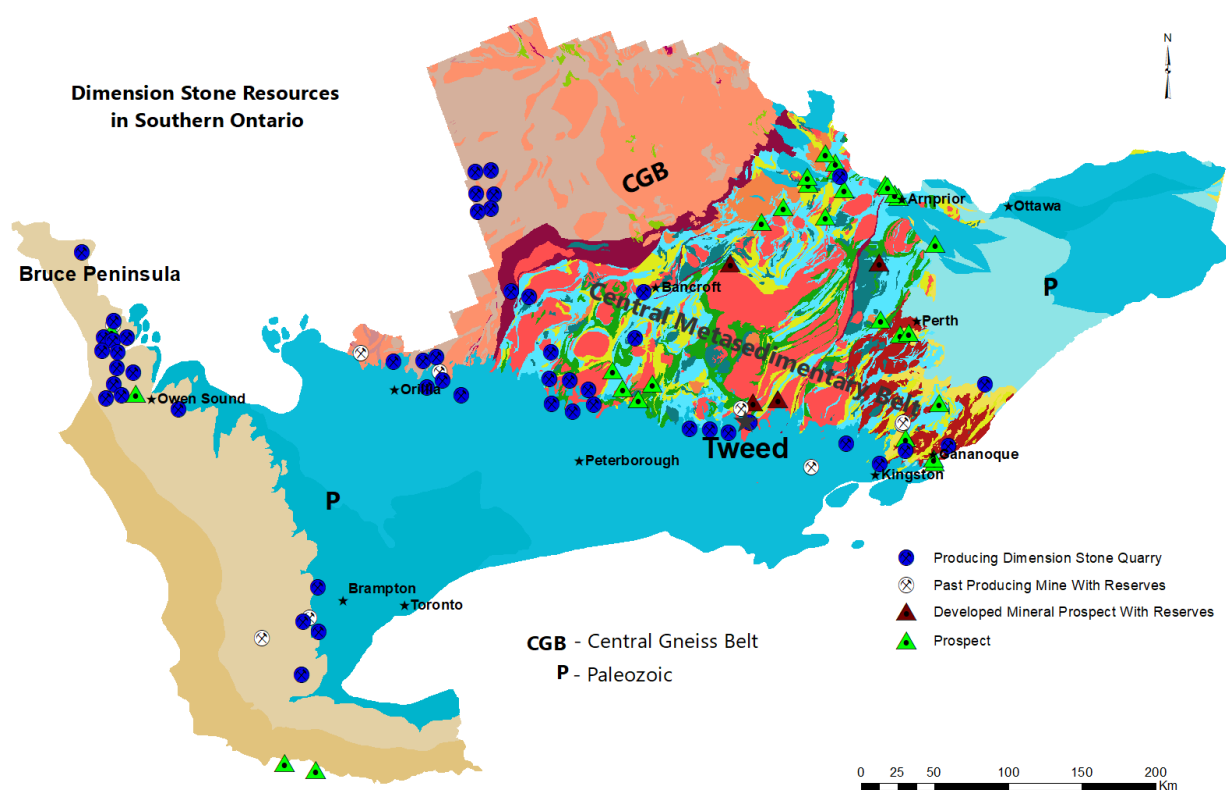 Dimension Stone Resources
in Southern Ontario
N
CGB
Arnprior
Ottawa
Bruce Peninsula
P
Bancroft
Central Metasedimentary Belt
Perth
Orillia
Owen Sound
Tweed
Gananoque
Peterborough
Kingston
P
Brampton
Toronto
Producing Dimension Stone Quarry
Past Producing Mine With Reserves
Developed Mineral Prospect With Reserves
Prospect
CGB - Central Gneiss Belt
P - Paleozoic
0 25 50 100 150 200
Km